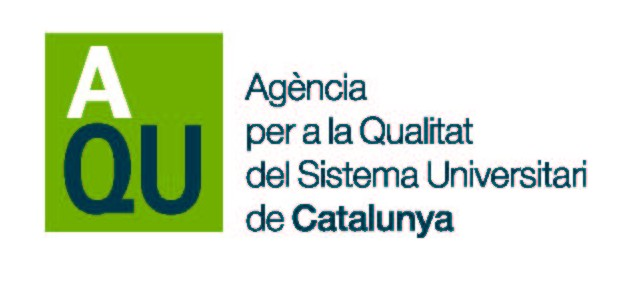 A
QU
Agència
per a la Qualitat
del Sistema Universitari
de Catalunya